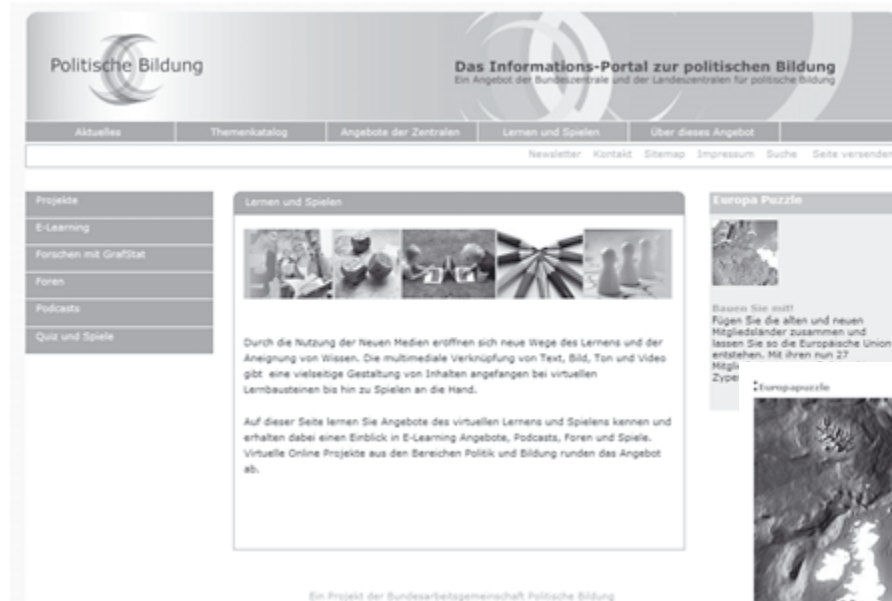 Politische Bildung
Das Informations-Portal zur politischen Bildung
Ein Angebot der Bundeszentrale und der Landeszentralen für politische Bildung
Aktuelles Themenkatalog Angebote der Zentralen Lernen und Spielen Über dieses Angebot
Newsletter Kontakt Sitemap Impressum Suche Seite versenden
Projekte
E-Learning
Forschen mit GrafStat
Foren
Podcasts
Quiz und Spiele
Lernen und Spielen
Durch die Nutzung der Neuen Medien eröffnen sich neue Wege des Lernens und der
Aneignung von Wissen. Die multimediale Verknüpfung von Text, Bild, Ton und Video
gibt eine vielseitige Gestaltung von Inhalten angefangen bei virtuellen
Lernbausteinen bis hin zu Spielen an die Hand.
Auf dieser Seite lernen Sie Angebote des virtuellen Lernens und Spielens kennen und
erhalten dabei einen Einblick in E-Learning Angebote, Podcasts, Foren und Spiele.
Virtuelle Online Projekte aus den Bereichen Politik und Bildung runden das Angebot
ab.
Europa Puzzle
Bauen Sie mit!
Fügen Sie die alten und neuen
Mitgliedsländer zusammen und
lassen Sie so die Europäische Union
entstehen. Mit ihren nun 27
Mitgli
Zype
Europapuzzle
Ein Projekt der Bundesarbeitsgemeinschaft Politische Bildung